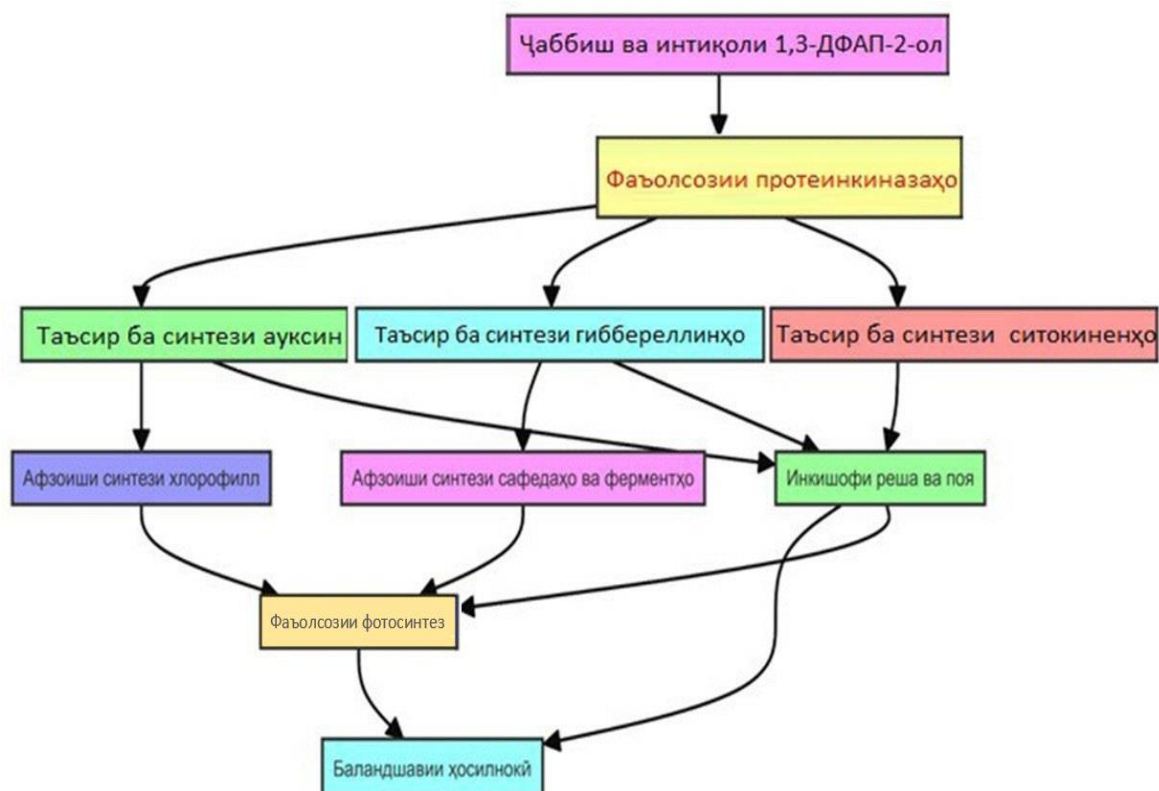 Ҷаббиш ва интиқоли 1,3-ДФАП-2-ол
Фаъолсозии протеинкиназаҳо
Таъсир ба синтези ауксин
Таъсир ба синтези гиббереллинҳо
Таъсир ба синтези ситокиненҳо
Афзоиши синтези хлорофилл
Афзоиши синтези сафедаҳо ва ферментҳо
Инкишофи реша ва поя
Фаъолсозии фотосинтез
Баландшавии ҳосилнокӣ